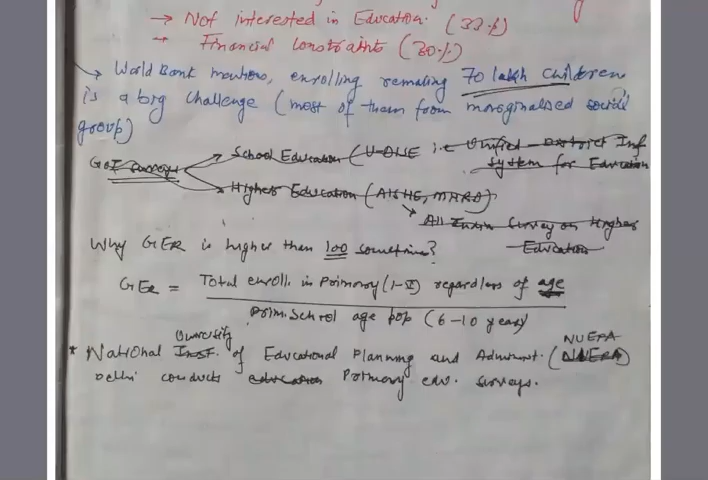 → Not interested in Education. (33%)
→ Financial Constraints (30%)
→ World Bank mentions, enrolling remaing 70 lakh children
is a big challenge (most of them from marginalised social
group)
GoI surveys → School Education (U-DISE i.e Unified District Inf
system for Education
→ Higher Education (AISHE, MHRD)
→ All India Survey on Higher
Education
Why GER is higher than 100 sometimes?
GER = Total enroll. in Primary (1-V) regardless of age
Prim. School age pop (6-10 years)
University NUEPA
* National Inst. of Educational Planning and Administ. (
Delhi conducts education Primary edu. surveys.